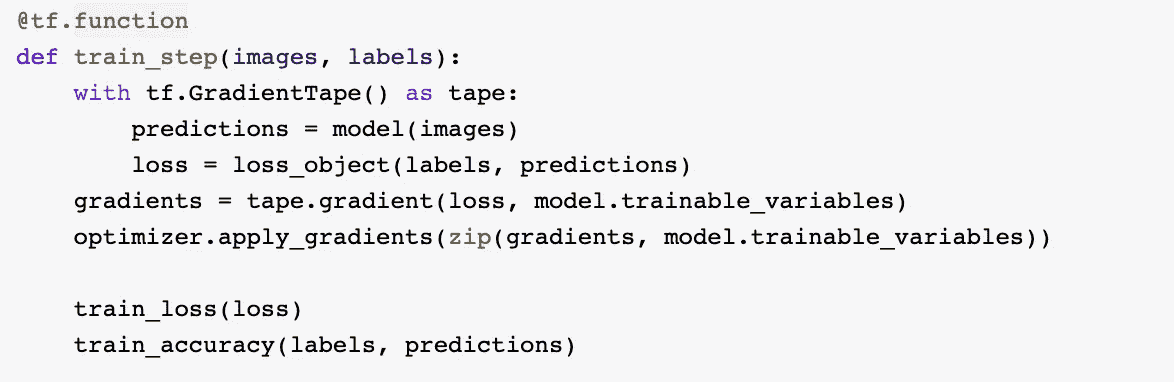 @tf.function
def train_step(images, labels):
    with tf.GradientTape() as tape:
        predictions = model(images)
        loss = loss_object(labels, predictions)
    gradients = tape.gradient(loss, model.trainable_variables)
    optimizer.apply_gradients(zip(gradients, model.trainable_variables))

    train_loss(loss)
    train_accuracy(labels, predictions)